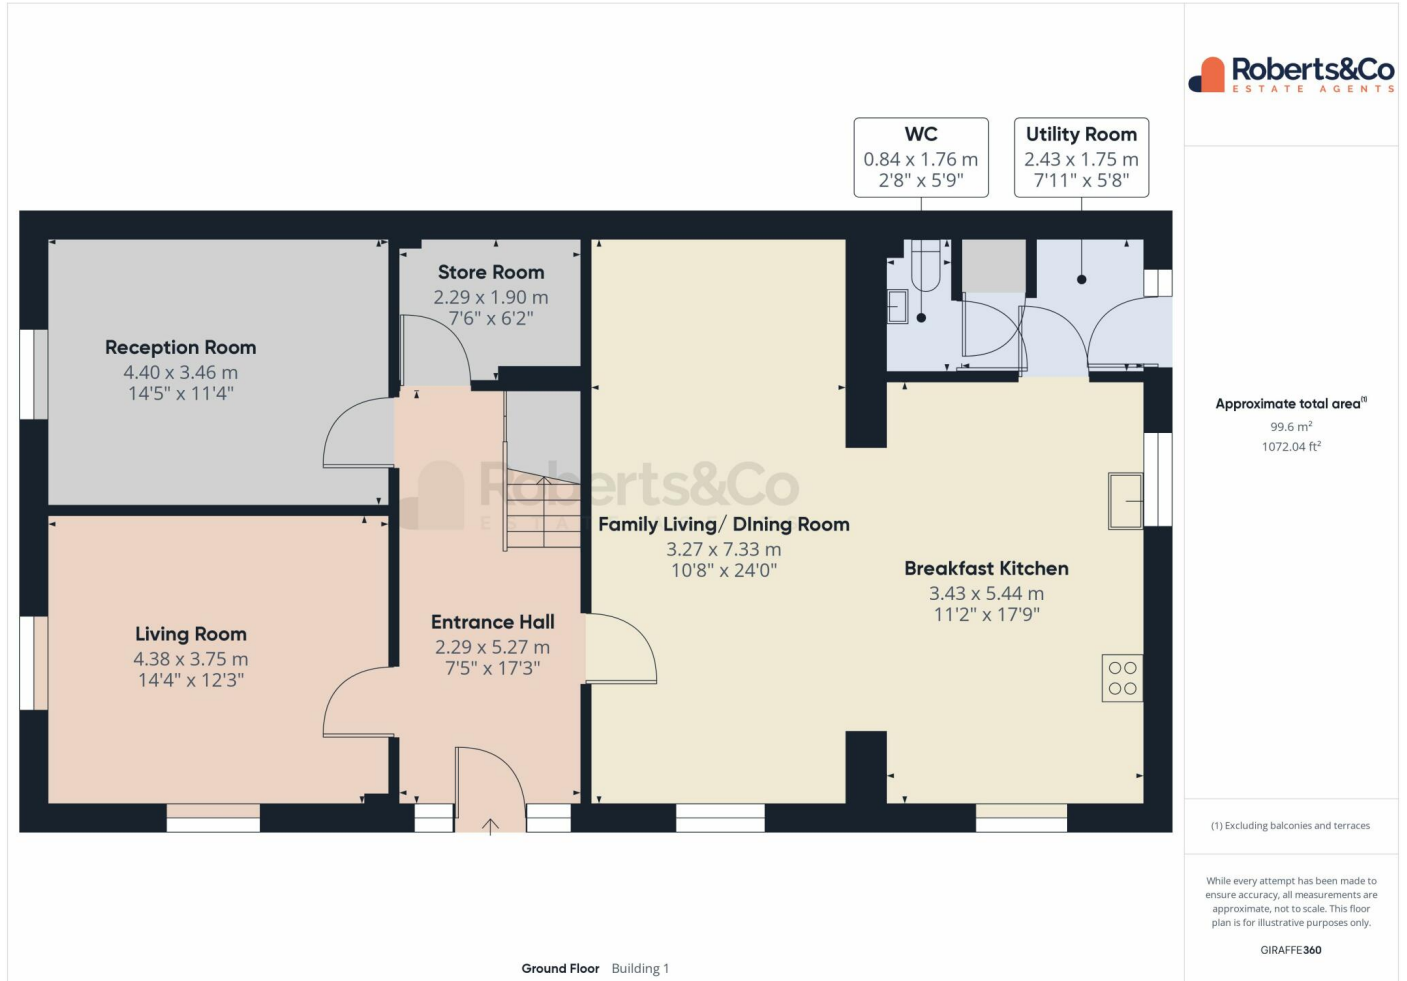 Roberts&Co
ESTATE AGENTS
WC
0.84 x 1.76 m
2'8" x 5'9"
Utility Room
2.43 x 1.75 m
7'11" x 5'8"
Store Room
2.29 x 1.90 m
7'6" x 6'2"
Reception Room
4.40 x 3.46 m
14'5" x 11'4"
Approximate total area(1)
99.6 m²
1072.04 ft²
Roberts&Co
Family Living/ DIning Room
3.27 x 7.33 m
10'8" x 24'0"
Breakfast Kitchen
3.43 x 5.44 m
11'2" x 17'9"
Living Room
4.38 x 3.75 m
14'4" x 12'3"
Entrance Hall
2.29 x 5.27 m
7'5" x 17'3"
(1) Excluding balconies and terraces
While every attempt has been made to
ensure accuracy, all measurements are
approximate, not to scale. This floor
plan is for illustrative purposes only.
GIRAFFE360
Ground Floor Building 1